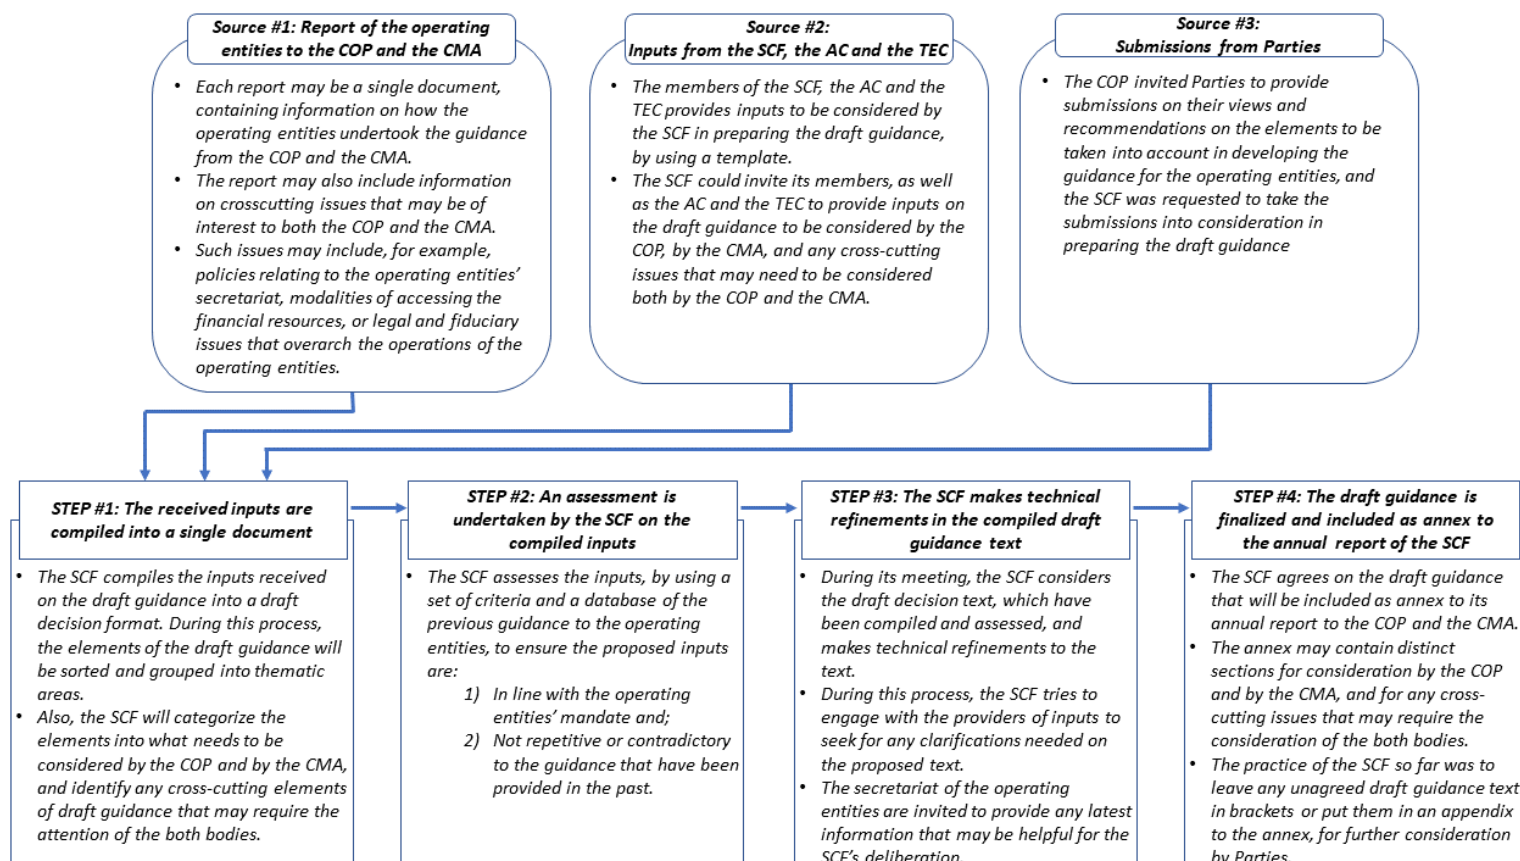 Source #1: Report of the operating
entities to the COP and the CMA
• Each report may be a single document,
containing information on how the
operating entities undertook the guidance
from the COP and the CMA.
• The report may also include information
on crosscutting issues that may be of
interest to both the COP and the CMA.
• Such issues may include, for example,
policies relating to the operating entities'
secretariat, modalities of accessing the
financial resources, or legal and fiduciary
issues that overarch the operations of the
operating entities.
Source #2:
Inputs from the SCF, the AC and the TEC
• The members of the SCF, the AC and the
TEC provides inputs to be considered by
the SCF in preparing the draft guidance,
by using a template.
• The SCF could invite its members, as well
as the AC and the TEC to provide inputs on
the draft guidance to be considered by the
COP, by the CMA, and any cross-cutting
issues that may need to be considered
both by the COP and the CMA.
Source #3:
Submissions from Parties
• The COP invited Parties to provide
submissions on their views and
recommendations on the elements to be
taken into account in developing the
guidance for the operating entities, and
the SCF was requested to take the
submissions into consideration in
preparing the draft guidance
STEP #1: The received inputs are
compiled into a single document
• The SCF compiles the inputs received
on the draft guidance into a draft
decision format. During this process,
the elements of the draft guidance will
be sorted and grouped into thematic
areas.
• Also, the SCF will categorize the
elements into what needs to be
considered by the COP and by the CMA,
and identify any cross-cutting elements
of draft guidance that may require the
attention of the both bodies.
STEP #2: An assessment is
undertaken by the SCF on the
compiled inputs
• The SCF assesses the inputs, by using a
set of criteria and a database of the
previous guidance to the operating
entities, to ensure the proposed inputs
are:
1) In line with the operating
entities' mandate and;
2) Not repetitive or contradictory
to the guidance that have been
provided in the past.
STEP #3: The SCF makes technical
refinements in the compiled draft
guidance text
• During its meeting, the SCF considers
the draft decision text, which have
been compiled and assessed, and
makes technical refinements to the
text.
• During this process, the SCF tries to
engage with the providers of inputs to
seek for any clarifications needed on
the proposed text.
• The secretariat of the operating
entities are invited to provide any latest
information that may be helpful for the
SCF's deliberation.
STEP #4: The draft guidance is
finalized and included as annex to
the annual report of the SCF
• The SCF agrees on the draft guidance
that will be included as annex to its
annual report to the COP and the CMA.
• The annex may contain distinct
sections for consideration by the COP
and by the CMA, and for any cross-
cutting issues that may require the
consideration of the both bodies.
• The practice of the SCF so far was to
leave any unagreed draft guidance text
in brackets or put them in an appendix
to the annex, for further consideration
by Parties.